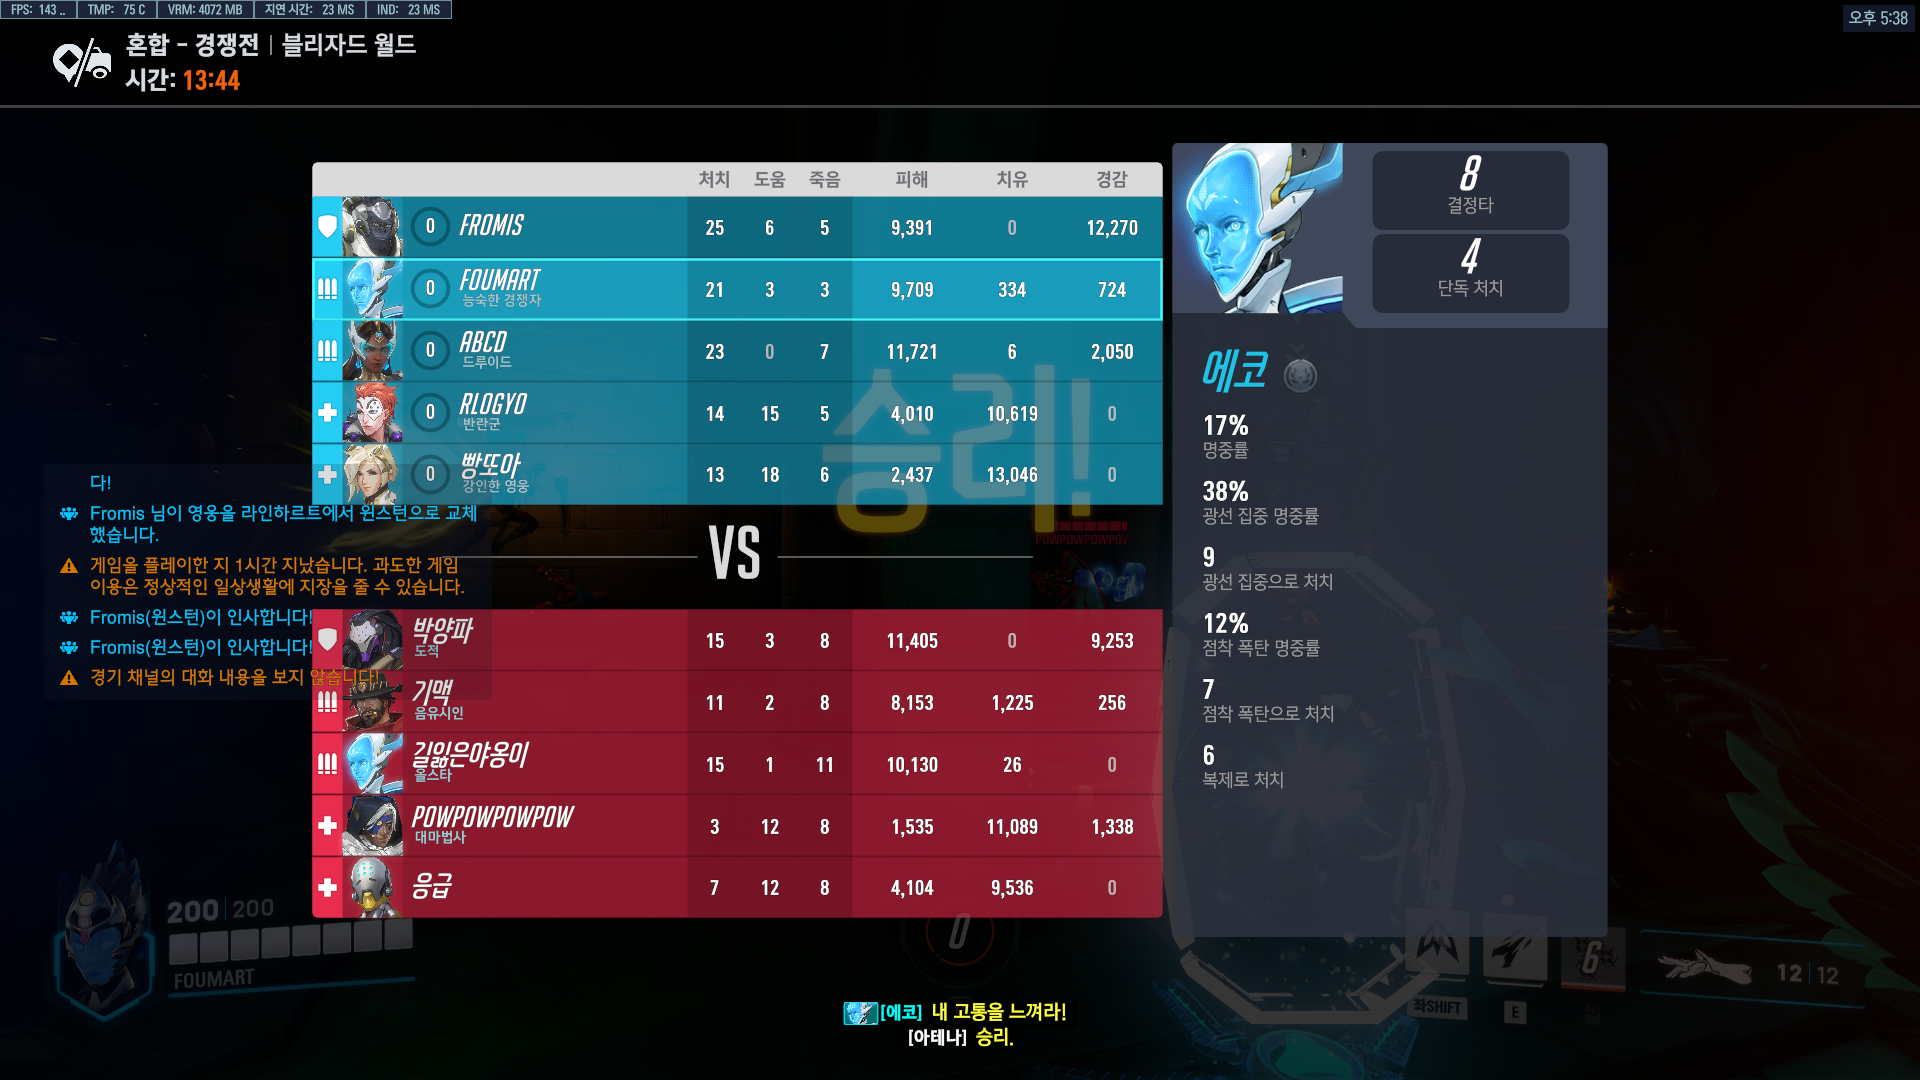 FPS: 143 .. TMP: 75 C VRM: 4072 MB 지연 시간: 23 MS IND: 23 MS
오후 5:38
혼합 - 경쟁전 | 블리자드 월드
시간: 13:44
처치 도움 죽음 피해 치유 경감
0 FROMIS 25 6 5 9,391 0 12,270
0 FOUMART 21 3 3 9,709 334 724
능숙한 경쟁자
0 ABCD 23 0 7 11,721 6 2,050
드루이드
0 RLOGYO 14 15 5 4,010 10,619 0
반란군
0 빵또아 13 18 6 2,437 13,046 0
강인한 영웅
승리!
POWPOWPOWPOW
VS
박양파 15 3 8 11,405 0 9,253
도적
기맥 11 2 8 8,153 1,225 256
음유시인
길잃은야옹이 15 1 11 10,130 26 0
올스타
POWPOWPOWPOW 3 12 8 1,535 11,089 1,338
대마법사
응급 7 12 8 4,104 9,536 0
8
결정타
4
단독 처치
에코
17%
명중률
38%
광선 집중 명중률
9
광선 집중으로 처치
12%
점착 폭탄 명중률
7
점착 폭탄으로 처치
6
복제로 처치
다!
Fromis 님이 영웅을 라인하르트에서 윈스턴으로 교체
했습니다.
게임을 플레이한 지 1시간 지났습니다. 과도한 게임
이용은 정상적인 일상생활에 지장을 줄 수 있습니다.
Fromis(윈스턴)이 인사합니다!
Fromis(윈스턴)이 인사합니다!
경기 채널의 대화 내용을 보지 않습니다!
200 | 200
FOUMART
0
좌SHIFT
E
6
12 | 12
[에코] 내 고통을 느껴라!
[아테나] 승리.